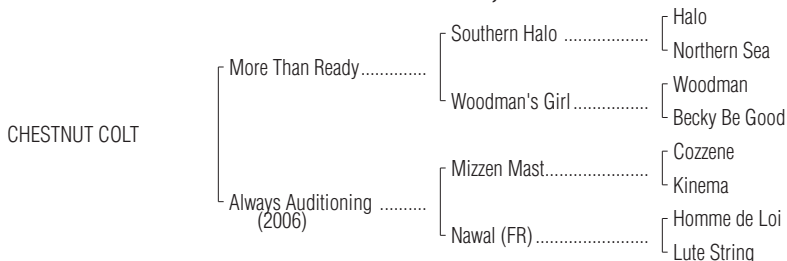 Halo
Southern Halo ..................
Northern Sea
More Than Ready..............
Woodman
Woodman's Girl................
Becky Be Good
CHESTNUT COLT
Cozzene
Mizzen Mast......................
Kinema
Always Auditioning ..........
(2006)
Homme de Loi
Nawal (FR)........................
Lute String